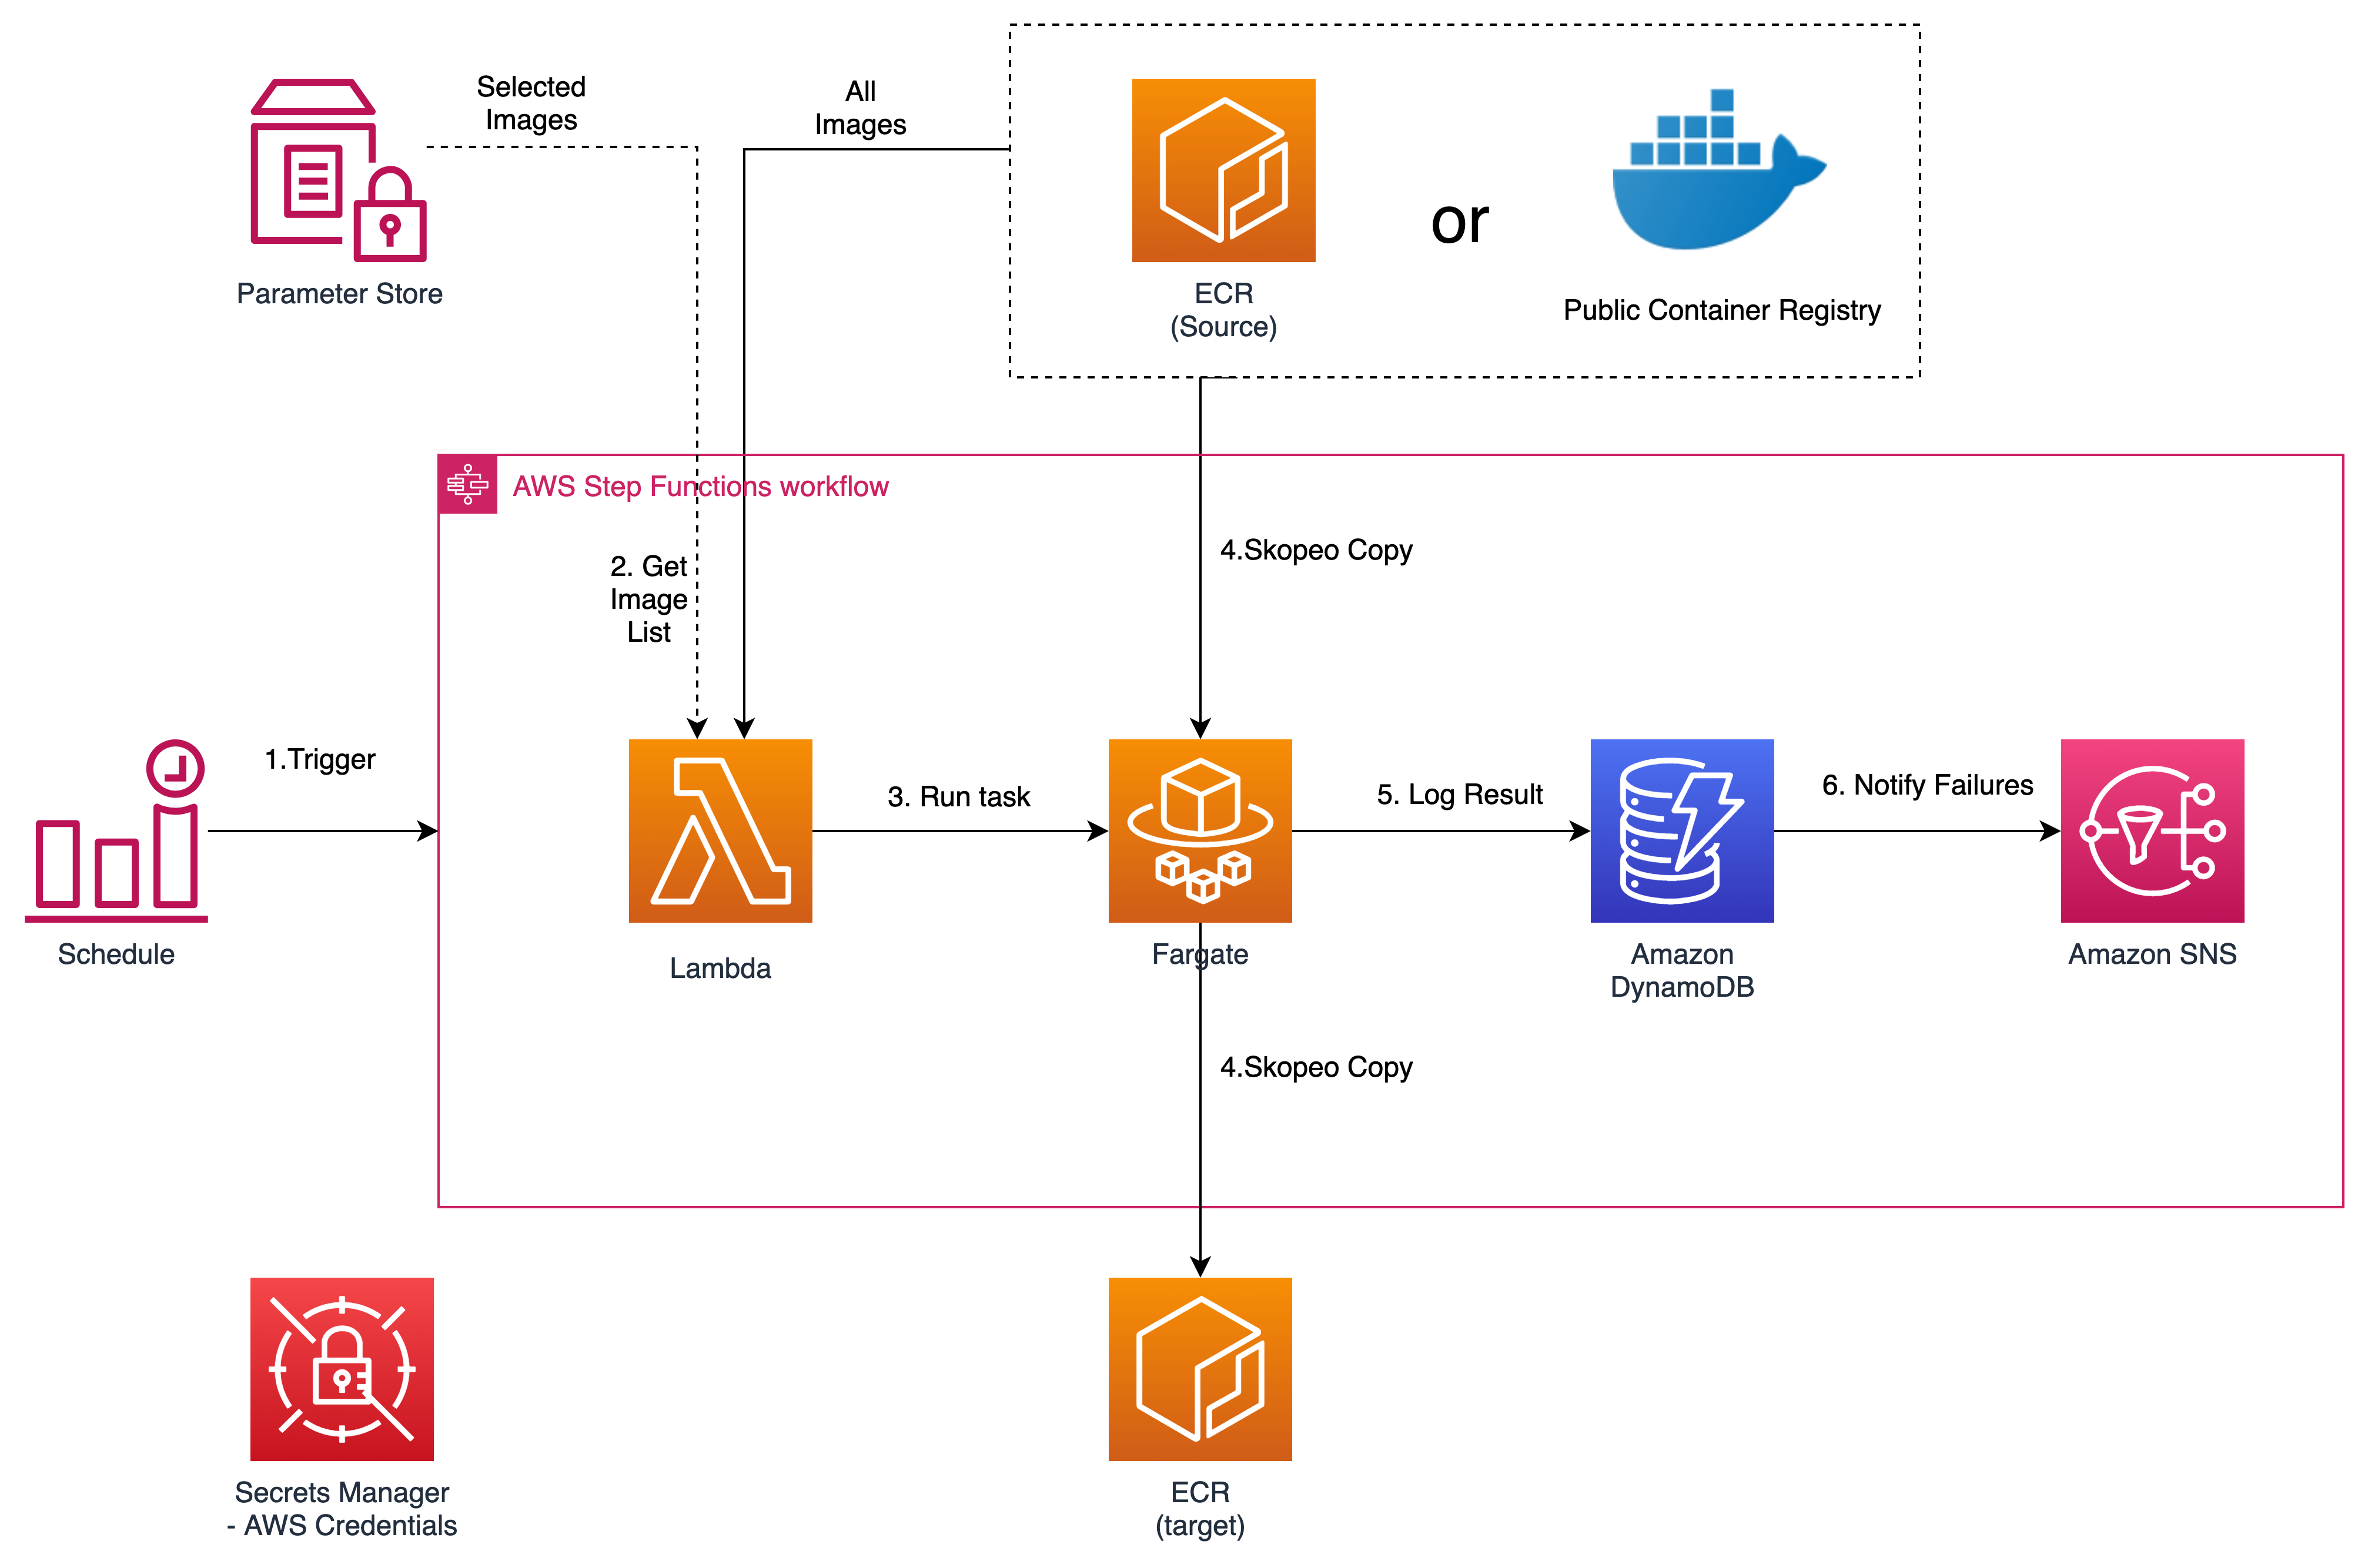 Selected
Images
All
Images
or
Parameter Store
ECR
(Source)
Public Container Registry
AWS Step Functions workflow
4.Skopeo Copy
2. Get
Image
List
1.Trigger
3. Run task
5. Log Result
6. Notify Failures
Schedule
Lambda
Fargate
Amazon
DynamoDB
Amazon SNS
4.Skopeo Copy
Secrets Manager
- AWS Credentials
ECR
(target)